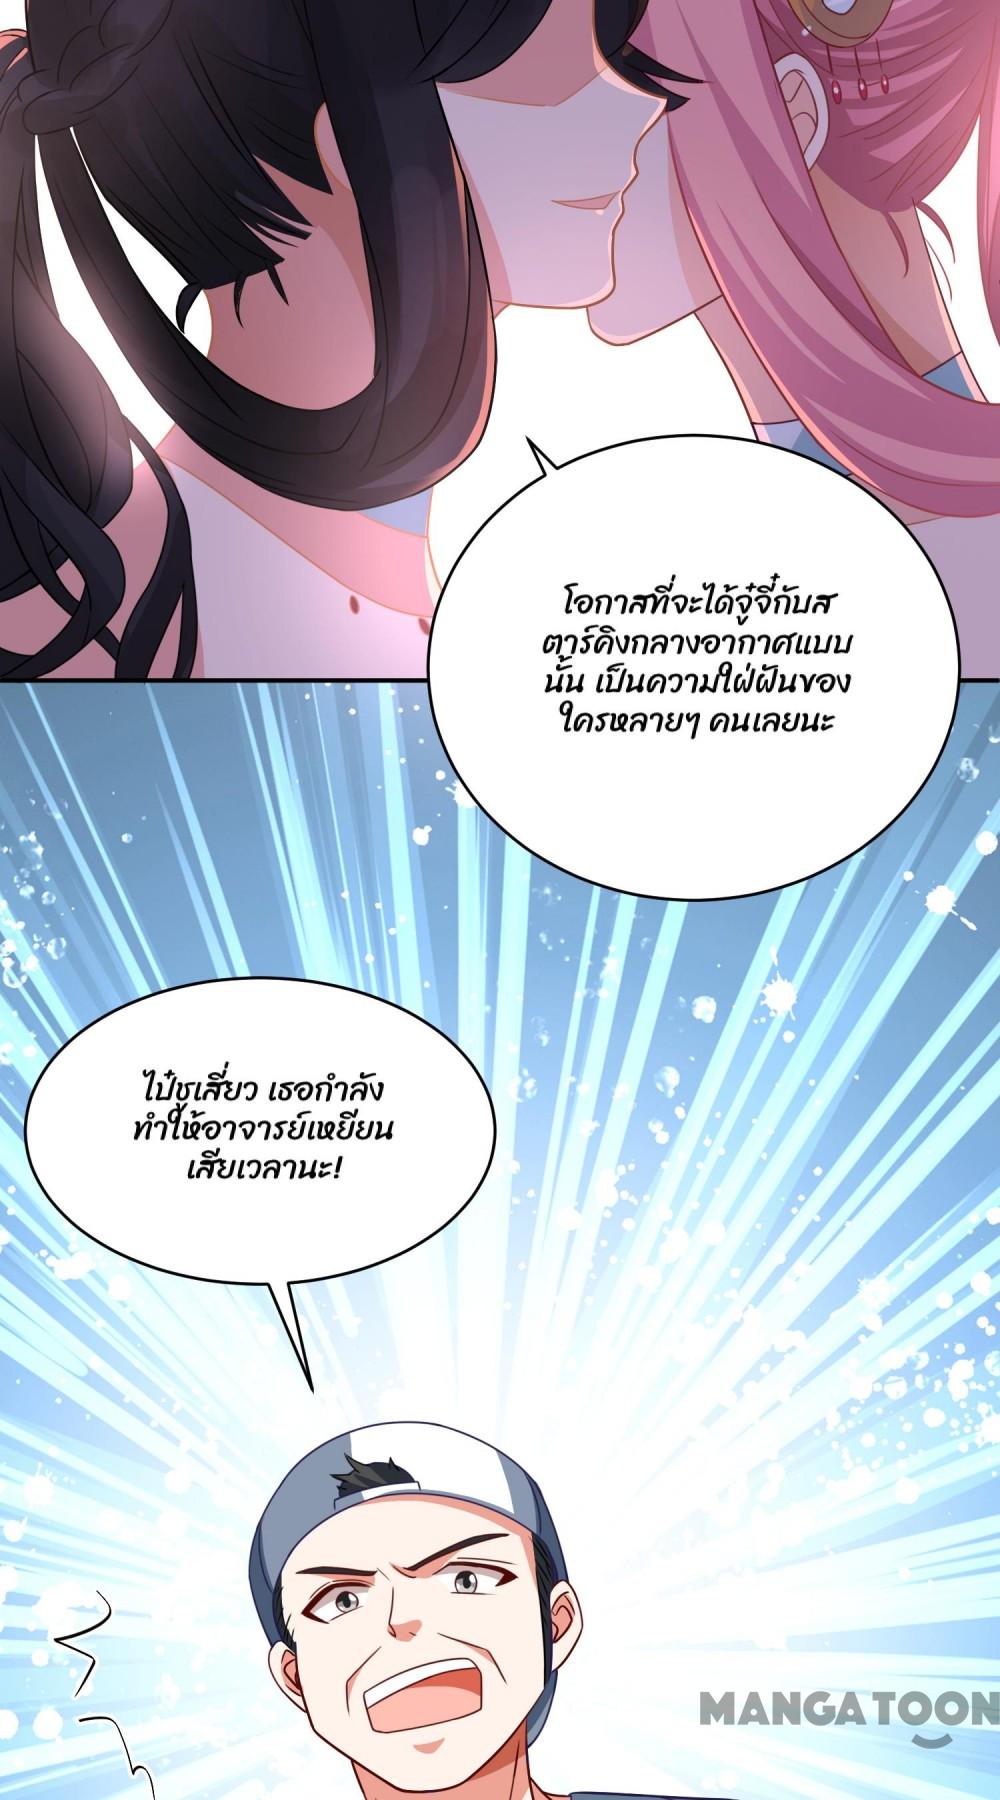 โอกาสที่จะได้จู๋จี๋กับส
ตาร์คิงกลางอากาศแบบ
นั้น เป็นความใฝ่ฝันของ
ใครหลายๆ คนเลยนะ
ไป๋ซูเสี่ยว เธอกำลัง
ทำให้อาจารย์เหยียน
เสียเวลานะ!
MANGATOON